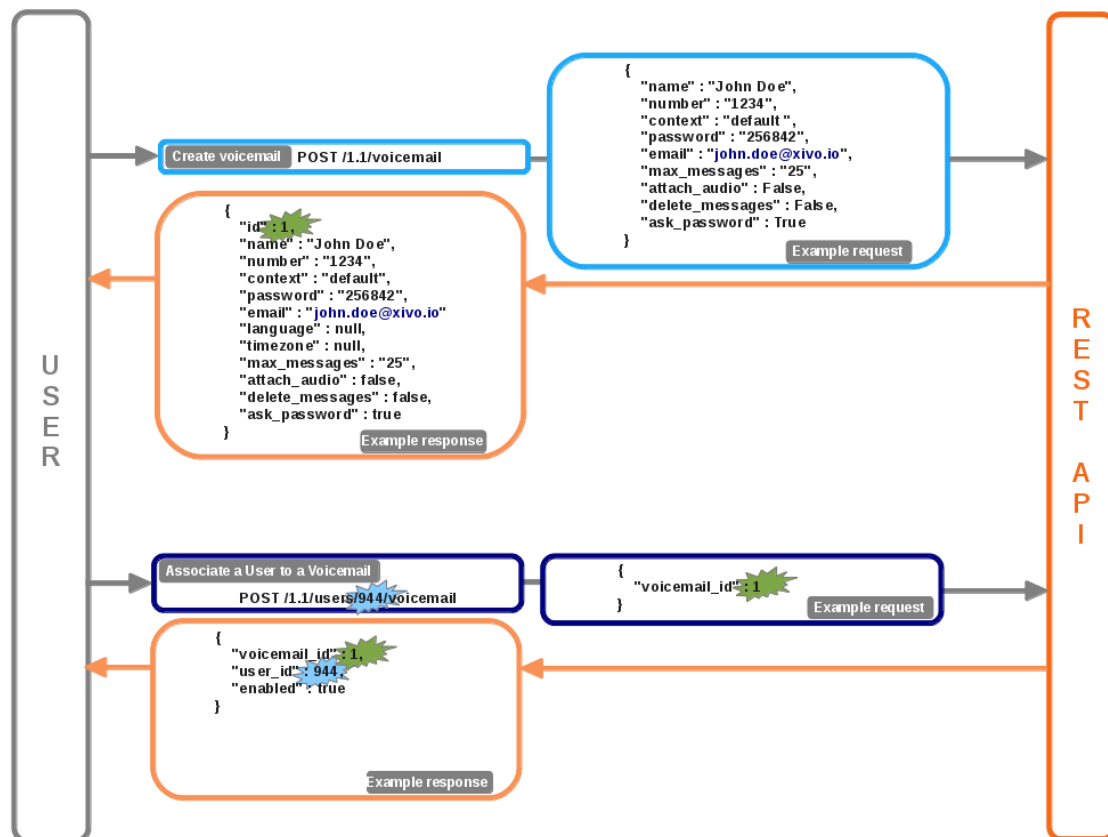 USER
Create voicemail POST /1.1/voicemail
{
"name" : "John Doe",
"number" : "1234",
"context" : "default ",
"password" : "256842",
"email" : "john.doe@xivo.io",
"max_messages" : "25",
"attach_audio" : False,
"delete_messages" : False,
"ask_password" : True
}
Example request
{
"id" : 1,
"name" : "John Doe",
"number" : "1234",
"context" : "default",
"password" : "256842",
"email" : "john.doe@xivo.io"
"language" : null,
"timezone" : null,
"max_messages" : "25",
"attach_audio" : false,
"delete_messages" : false,
"ask_password" : true
}
Example response
Associate a User to a Voicemail
POST /1.1/users/944/voicemail
{
"voicemail_id" : 1
}
Example request
{
"voicemail_id" : 1,
"user_id" : 944,
"enabled" : true
}
Example response
REST API